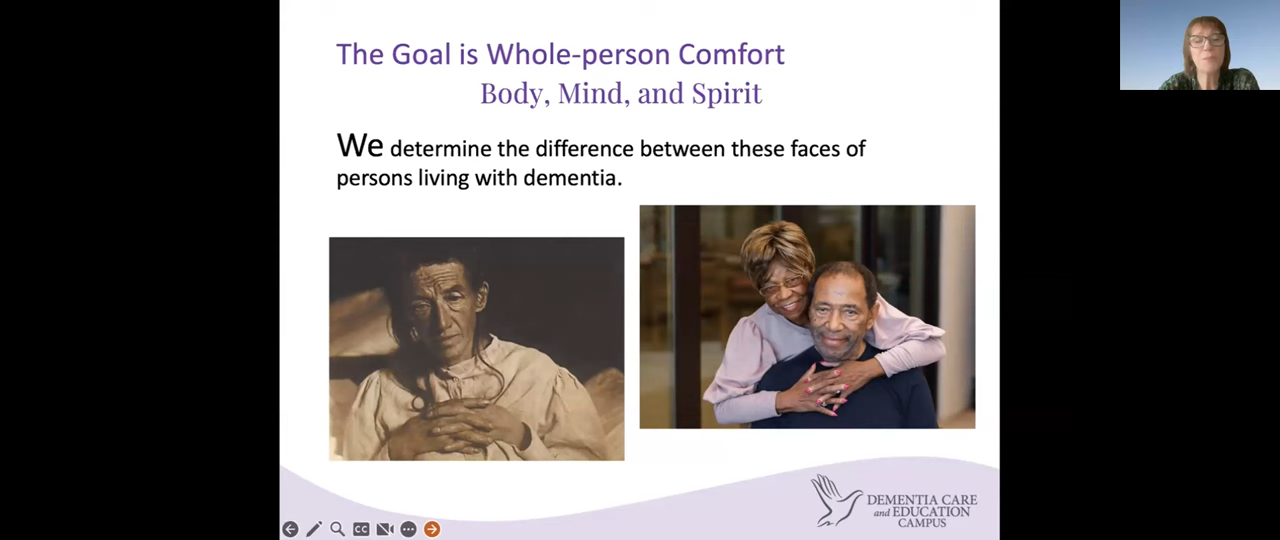 The Goal is Whole-person Comfort
Body, Mind, and Spirit
We determine the difference between these faces of
persons living with dementia.
DEMENTIA CARE
and EDUCATION
CAMPUS
CC